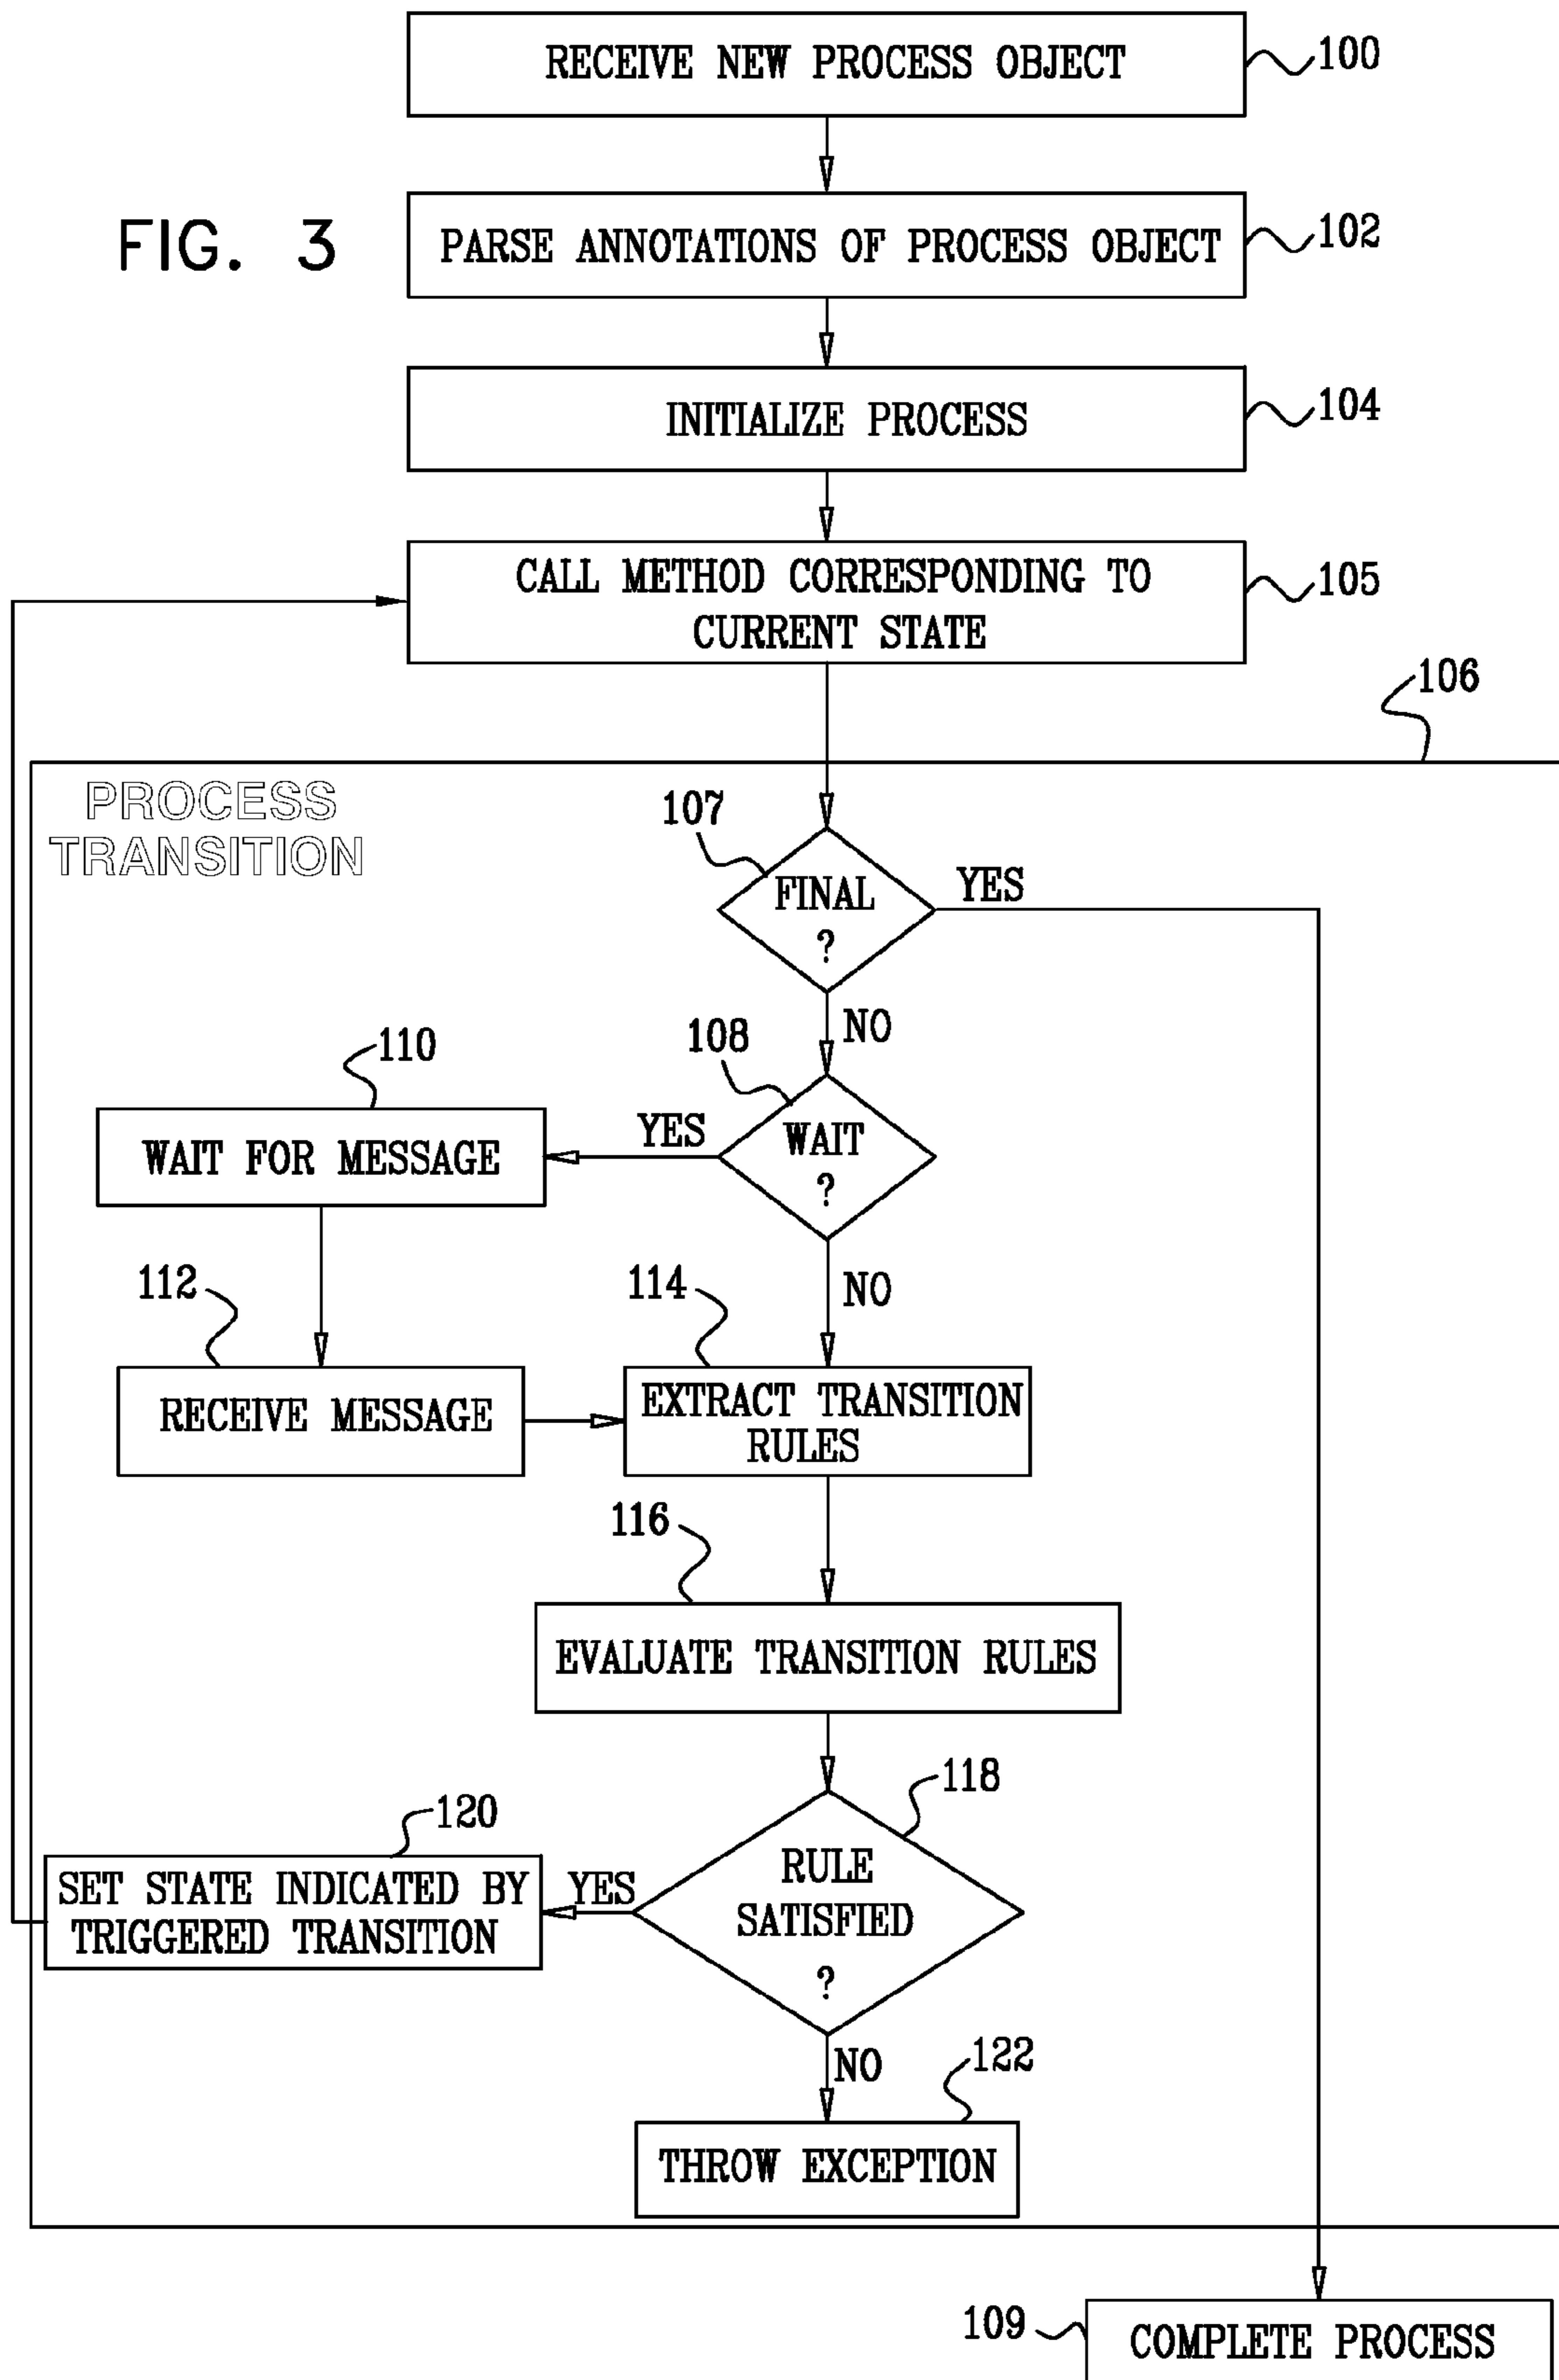 RECEIVE NEW PROCESS OBJECT
100
FIG. 3
PARSE ANNOTATIONS OF PROCESS OBJECT
102
INITIALIZE PROCESS
104
CALL METHOD CORRESPONDING TO
CURRENT STATE
105
106
PROCESS
TRANSITION
107
FINAL
?
YES
NO
108
WAIT
?
YES
NO
110
WAIT FOR MESSAGE
112
RECEIVE MESSAGE
114
EXTRACT TRANSITION
RULES
116
EVALUATE TRANSITION RULES
118
RULE
SATISFIED
?
YES
NO
120
SET STATE INDICATED BY
TRIGGERED TRANSITION
122
THROW EXCEPTION
109
COMPLETE PROCESS